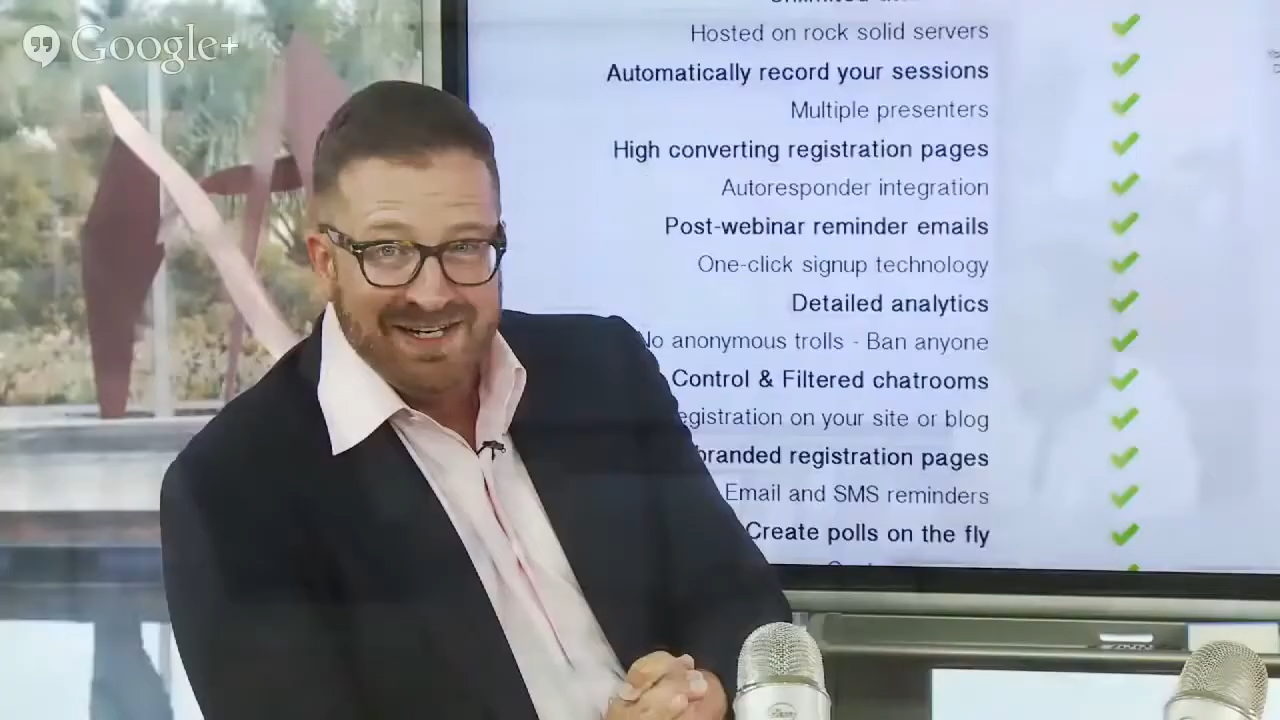 Google+
Hosted on rock solid servers
Automatically record your sessions
Multiple presenters
High converting registration pages
Autoresponder integration
Post-webinar reminder emails
One-click signup technology
Detailed analytics
No anonymous trolls - Ban anyone
Control & Filtered chatrooms
egistration on your site or blog
branded registration pages
Email and SMS reminders
Create polls on the fly